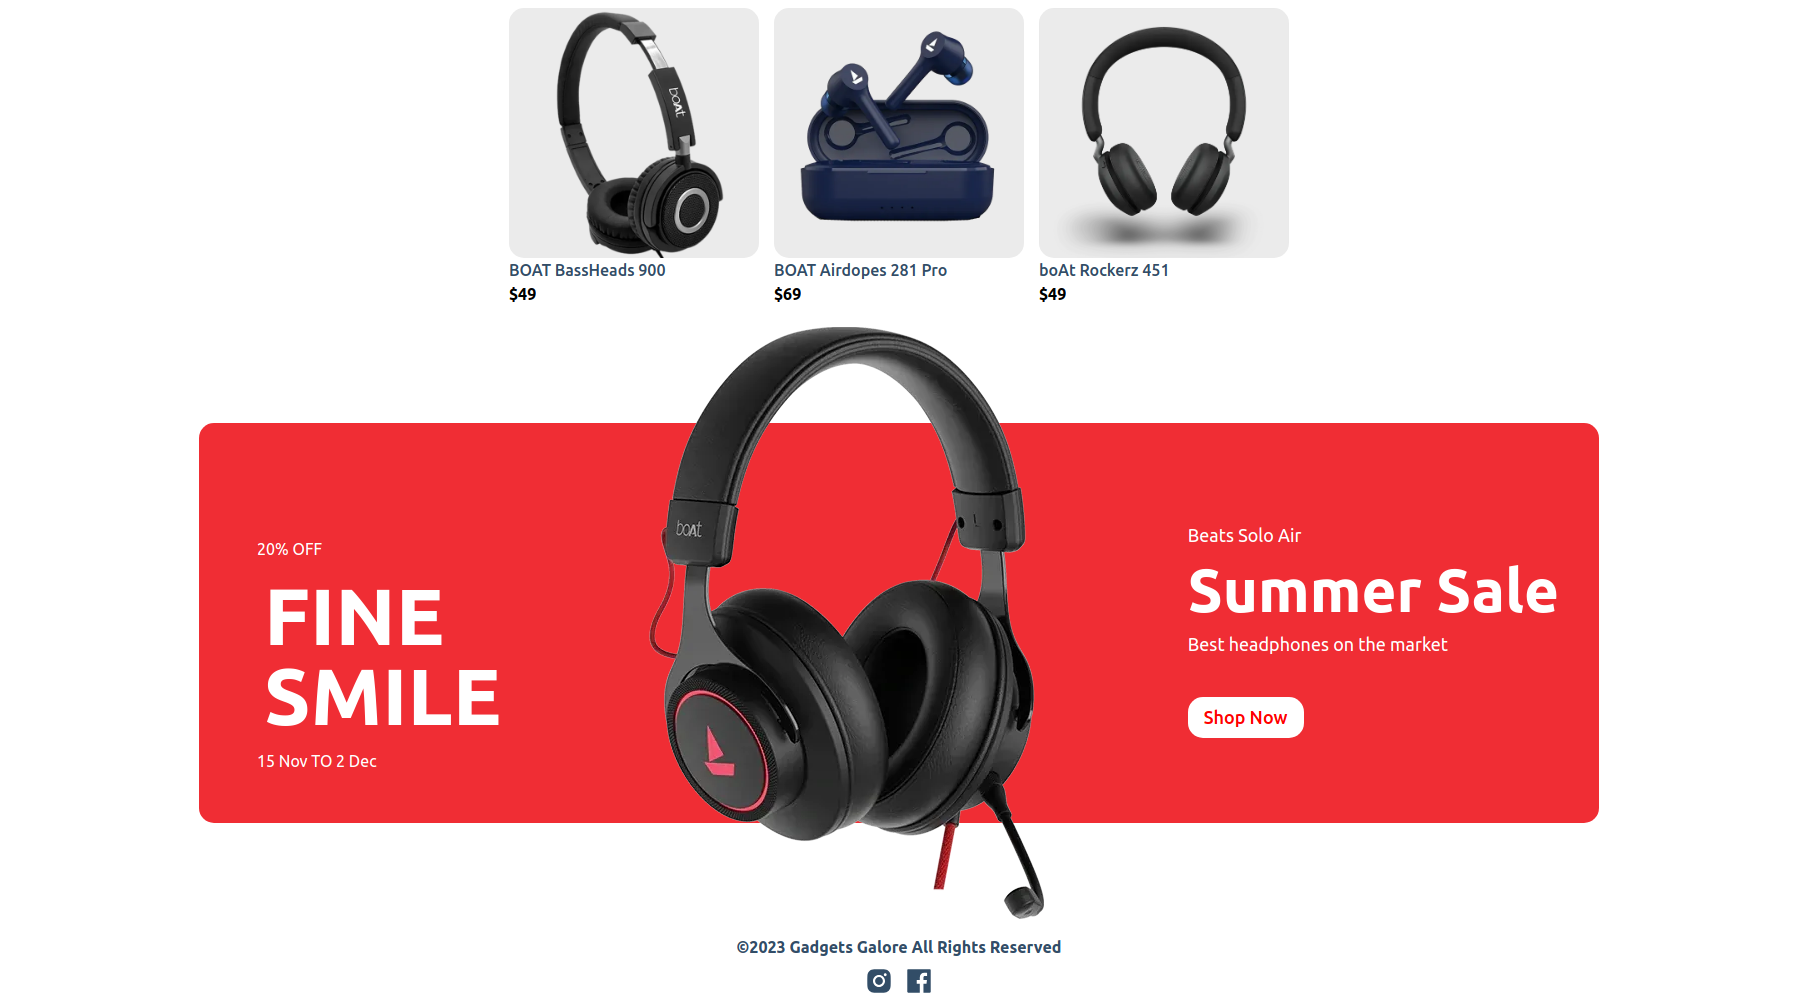 boAt
BOAT BassHeads 900
$49
BOAT Airdopes 281 Pro
$69
boAt Rockerz 451
$49
boAt
L
20% OFF
FINE
SMILE
15 Nov TO 2 Dec
Beats Solo Air
Summer Sale
Best headphones on the market
Shop Now
©2023 Gadgets Galore All Rights Reserved